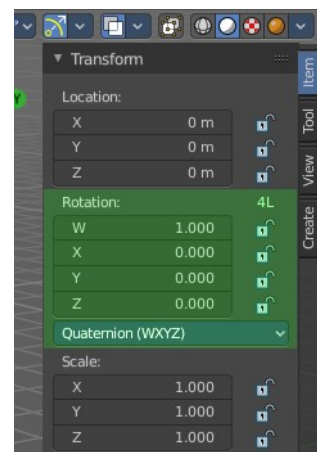 Transform
Item
Y
Location:
X 0 m
Tool
Y 0 m
Z 0 m
View
Rotation: 4L
W 1.000
Create
X 0.000
Y 0.000
Z 0.000
Quaternion (WXYZ)
Scale:
X 1.000
Y 1.000
Z 1.000